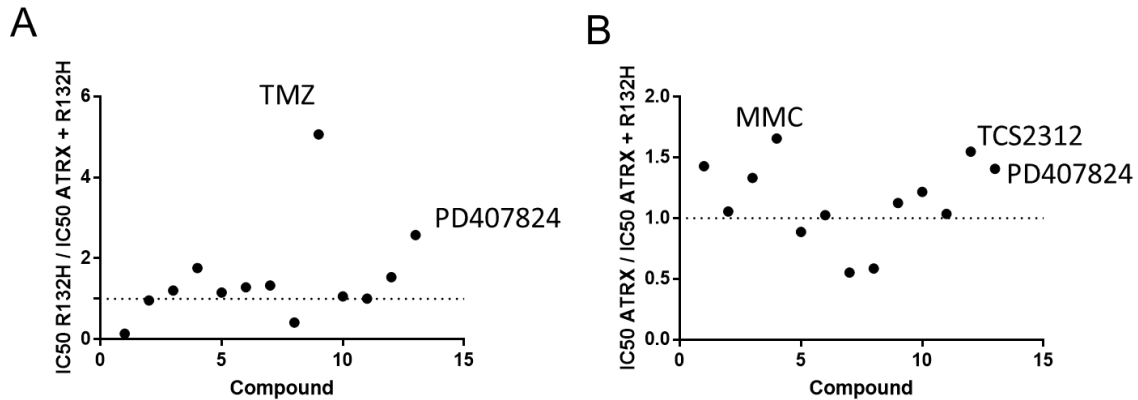 A
IC50 R132H / IC50 ATRX + R132H
6
4
2
0
TMZ
PD407824
0 5 10 15
Compound
B
IC50 ATRX / IC50 ATRX + R132H
2.0
1.5
1.0
0.5
0.0
MMC
TCS2312
PD407824
0 5 10 15
Compound